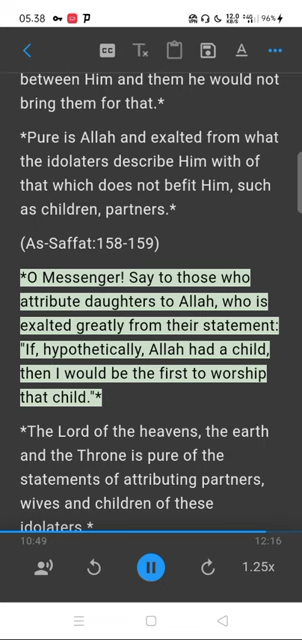 05.38
12.0
KB/S
96%
CC
between Him and them he would not
bring them for that.*
*Pure is Allah and exalted from what
the idolaters describe Him with of
that which does not befit Him, such
as children, partners.*
(As-Saffat:158-159)
*O Messenger! Say to those who
attribute daughters to Allah, who is
exalted greatly from their statement:
"If, hypothetically, Allah had a child,
then I would be the first to worship
that child."*
*The Lord of the heavens, the earth
and the Throne is pure of the
statements of attributing partners,
wives and children of these
idolaters.*
10:49 12:16
1.25x